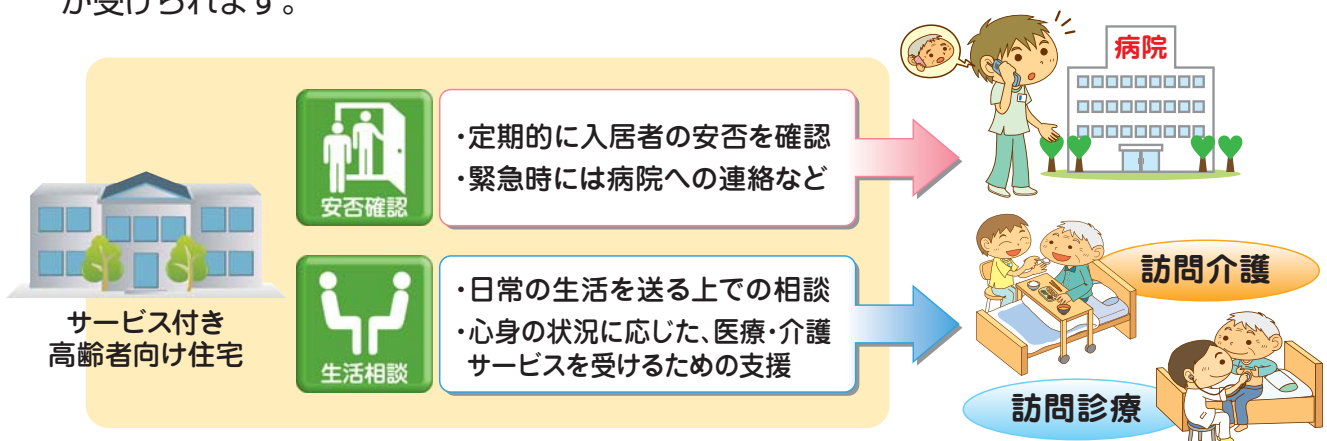 が受けられます。
安否確認
・定期的に入居者の安否を確認
・緊急時には病院への連絡など
病院
サービス付き
高齢者向け住宅
生活相談
・日常の生活を送る上での相談
・心身の状況に応じた、医療・介護
サービスを受けるための支援
訪問介護
訪問診療